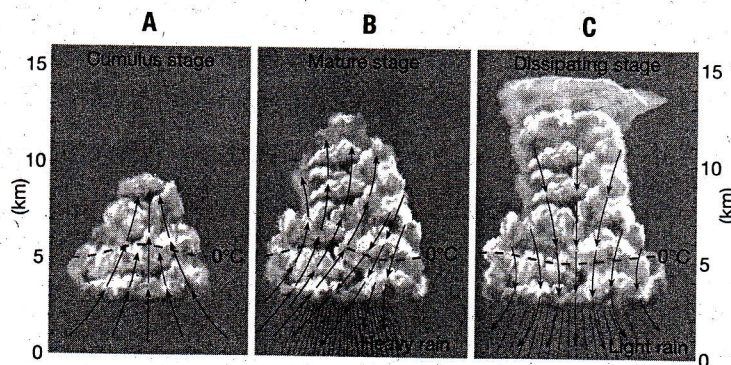 A B C
Cumulus stage Mature stage Dissipating stage
15 15
10 10
(km) (km)
5 0°C 0°C 0°C 5
Heavy rain Light rain
0 0